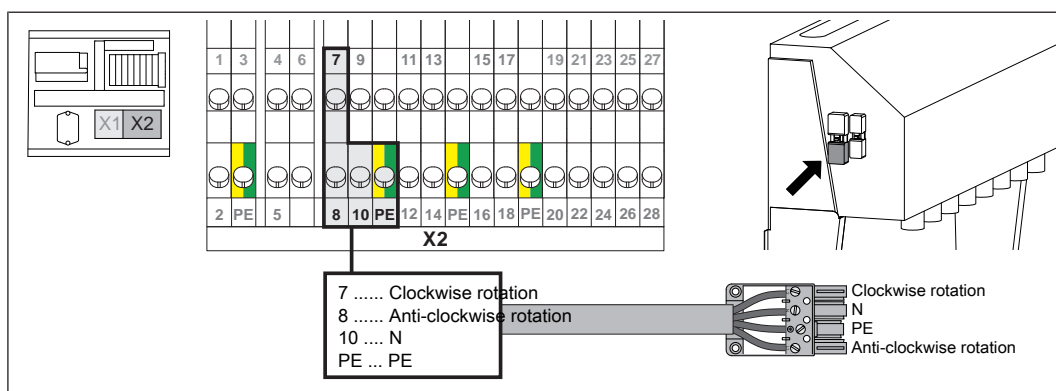 1 3 4 6 7 9 11 13 15 17 19 21 23 25 27
X1 X2
2 PE 5 8 10 PE 12 14 PE 16 18 PE 20 22 24 26 28
X2
7 ...... Clockwise rotation
8 ...... Anti-clockwise rotation
10 .... N
PE ... PE
Clockwise rotation
N
PE
Anti-clockwise rotation